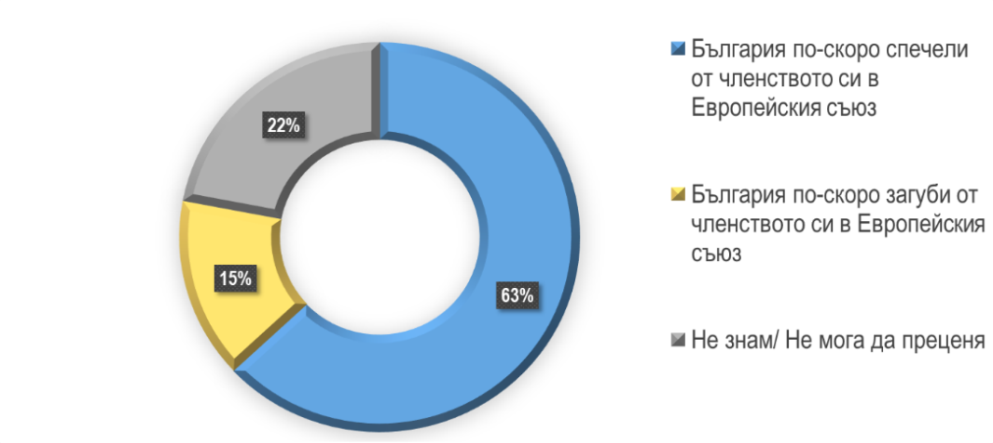 22%
15%
63%
България по-скоро спечели
от членството си в
Европейския съюз
България по-скоро загуби от
членството си в Европейския
съюз
Не знам/ Не мога да преценя